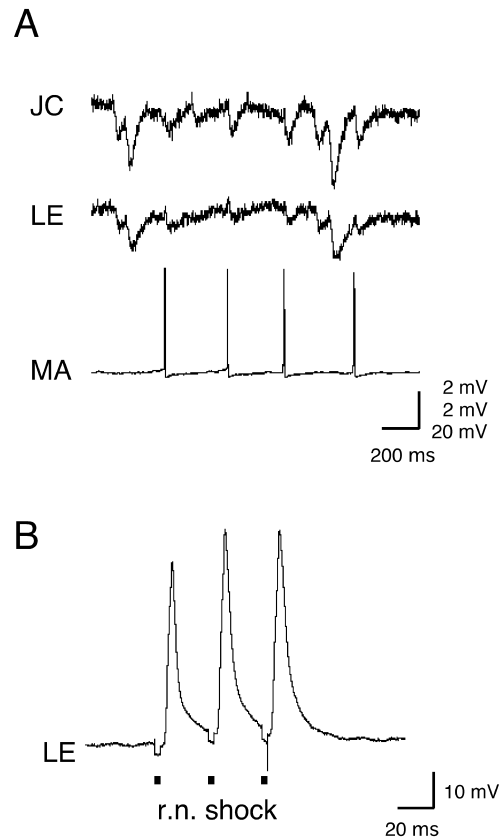 A
JC
LE
MA
2 mV
2 mV
20 mV
200 ms
B
LE
r.n. shock
10 mV
20 ms